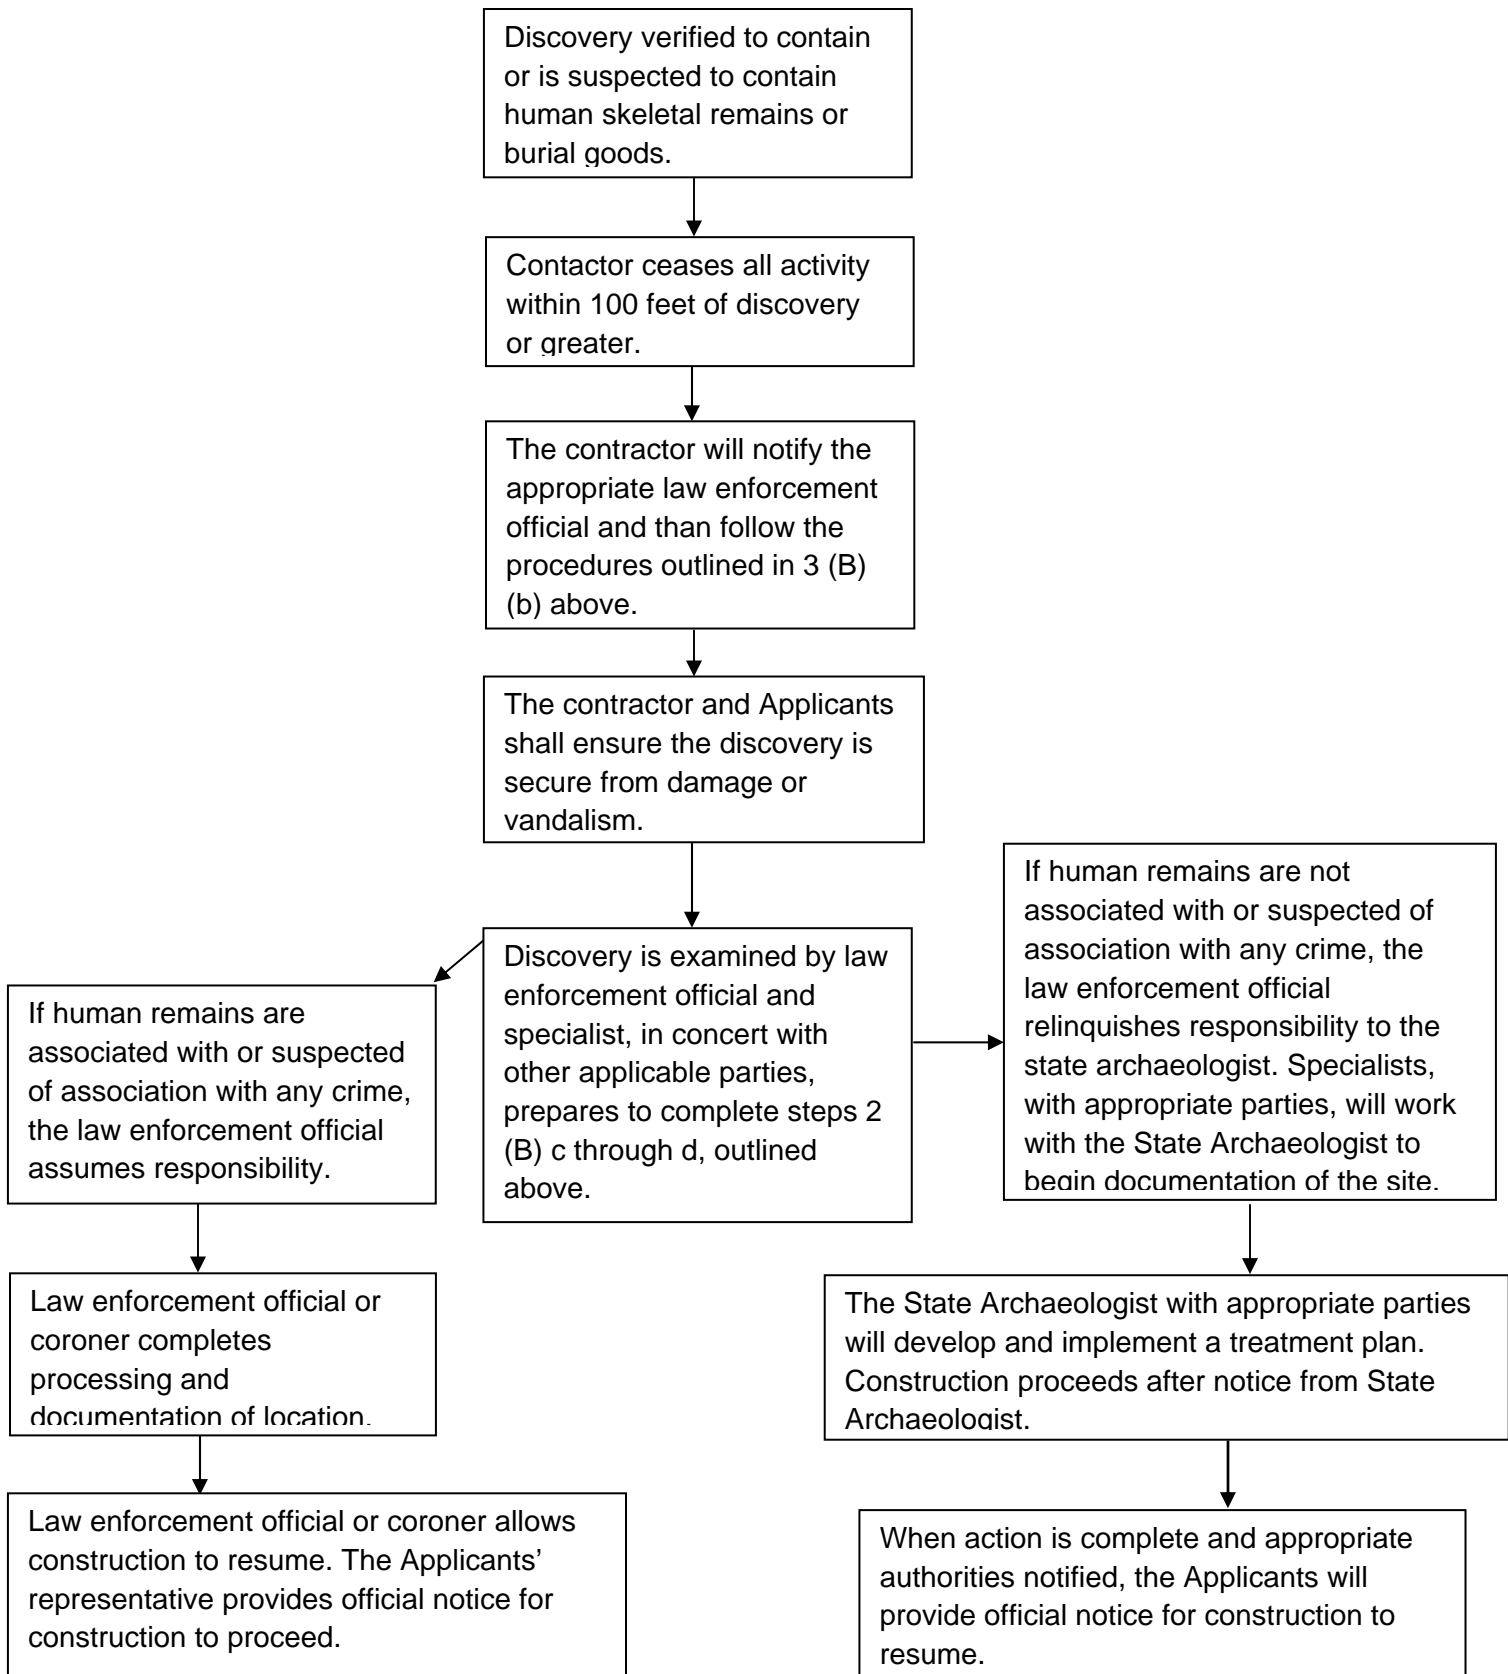 Discovery verified to contain
or is suspected to contain
human skeletal remains or
burial goods.
Contactor ceases all activity
within 100 feet of discovery
or greater.
The contractor will notify the
appropriate law enforcement
official and than follow the
procedures outlined in 3 (B)
(b) above.
The contractor and Applicants
shall ensure the discovery is
secure from damage or
vandalism.
Discovery is examined by law
enforcement official and
specialist, in concert with
other applicable parties,
prepares to complete steps 2
(B) c through d, outlined
above.
If human remains are not
associated with or suspected of
association with any crime, the
law enforcement official
relinquishes responsibility to the
state archaeologist. Specialists,
with appropriate parties, will work
with the State Archaeologist to
begin documentation of the site.
If human remains are
associated with or suspected
of association with any crime,
the law enforcement official
assumes responsibility.
Law enforcement official or
coroner completes
processing and
documentation of location.
The State Archaeologist with appropriate parties
will develop and implement a treatment plan.
Construction proceeds after notice from State
Archaeologist.
Law enforcement official or coroner allows
construction to resume. The Applicants’
representative provides official notice for
construction to proceed.
When action is complete and appropriate
authorities notified, the Applicants will
provide official notice for construction to
resume.